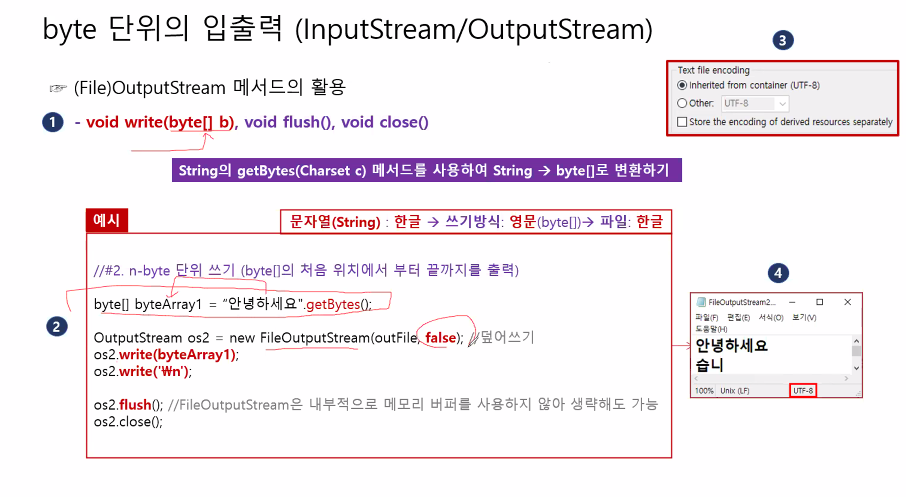 byte 단위의 입출력 (InputStream/OutputStream)
3
Text file encoding
Inherited from container (UTF-8)
Other: UTF-8
Store the encoding of derived resources separately
☞ (File)OutputStream 메서드의 활용
1 - void write(byte[] b), void flush(), void close()
String의 getBytes(Charset c) 메서드를 사용하여 String → byte[]로 변환하기
예시
문자열(String) : 한글 → 쓰기방식: 영문(byte[])→ 파일: 한글
//#2. n-byte 단위 쓰기 (byte[]의 처음 위치에서 부터 끝까지를 출력)
byte[] byteArray1 = "안녕하세요".getBytes();
2
OutputStream os2 = new FileOutputStream(outFile, false); //덮어쓰기
os2.write(byteArray1);
os2.write('₩n');
os2.flush(); //FileOutputStream은 내부적으로 메모리 버퍼를 사용하지 않아 생략해도 가능
os2.close();
4
FileOutputStream2...
파일(F) 편집(E) 서식(O) 보기(V)
도움말(H)
안녕하세요
습니
100% Unix (LF) UTF-8